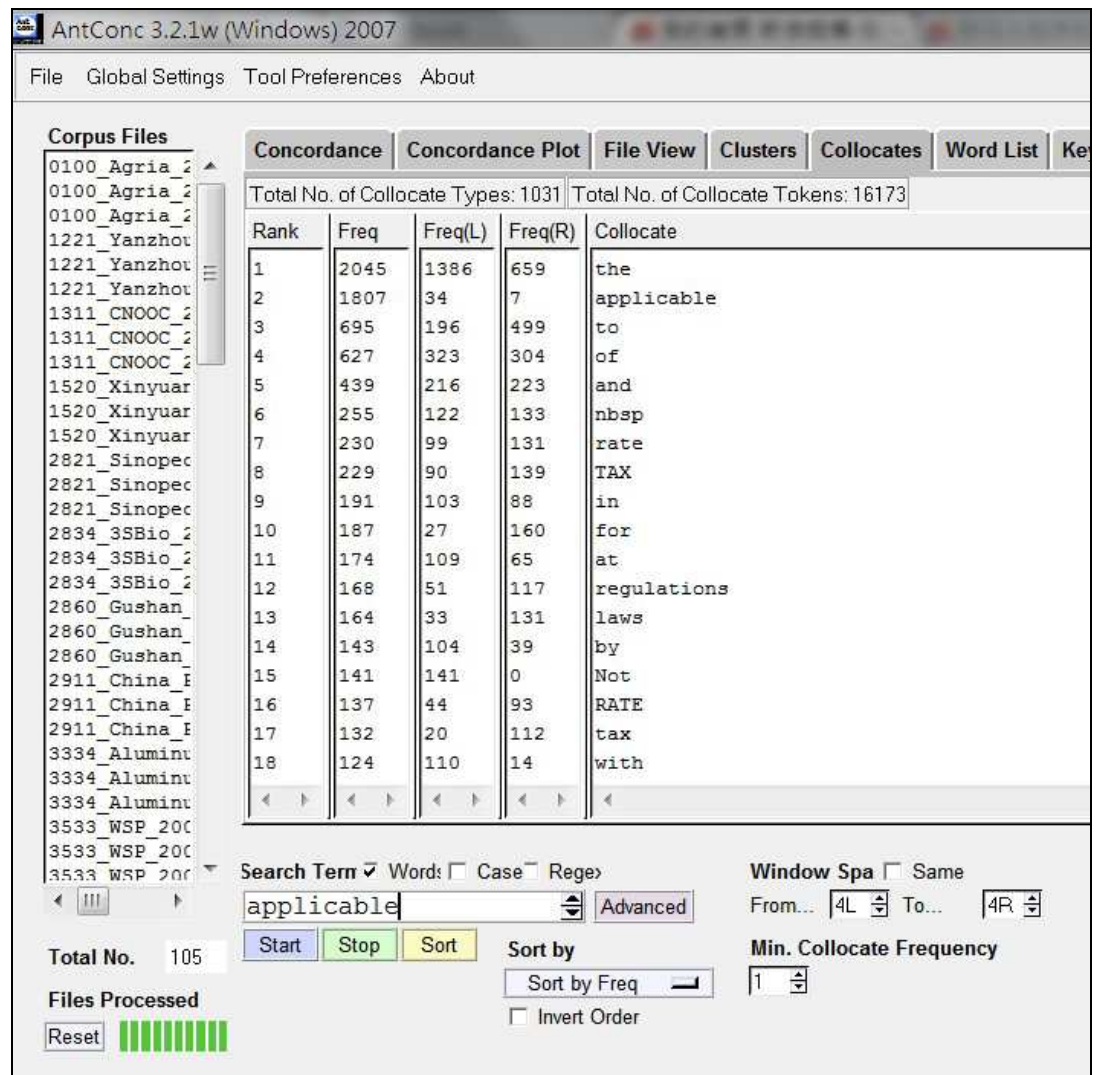 AntConc 3.2.1w (Windows) 2007
File Global Settings Tool Preferences About
Corpus Files
0100_Agria_2
0100_Agria_2
0100_Agria_2
1221_Yanzhou
1221_Yanzhou
1221_Yanzhou
1311_CNOOC_2
1311_CNOOC_2
1311_CNOOC_2
1520_Xinyuar
1520_Xinyuar
1520_Xinyuar
2821_Sinopec
2821_Sinopec
2821_Sinopec
2834_3SBio_2
2834_3SBio_2
2834_3SBio_2
2860_Gushan_
2860_Gushan_
2860_Gushan_
2911_China_P
2911_China_P
2911_China_P
3334_Aluminu
3334_Aluminu
3334_Aluminu
3533_WSP_200
3533_WSP_200
3533_WSP_200
Total No. 105
Files Processed
Reset
Concordance Concordance Plot File View Clusters Collocates Word List Key
Total No. of Collocate Types: 1031 Total No. of Collocate Tokens: 16173
Rank Freq Freq(L) Freq(R) Collocate
1 2045 1386 659 the
2 1807 34 7 applicable
3 695 196 499 to
4 627 323 304 of
5 439 216 223 and
6 255 122 133 nbsp
7 230 99 131 rate
8 229 90 139 TAX
9 191 103 88 in
10 187 27 160 for
11 174 109 65 at
12 168 51 117 regulations
13 164 33 131 laws
14 143 104 39 by
15 141 141 0 Not
16 137 44 93 RATE
17 132 20 112 tax
18 124 110 14 with
Search Term Words Case Regex
applicable Advanced
Start Stop Sort
Sort by
Sort by Freq
Invert Order
Window Spa Same
From... 4L To... 4R
Min. Collocate Frequency
1